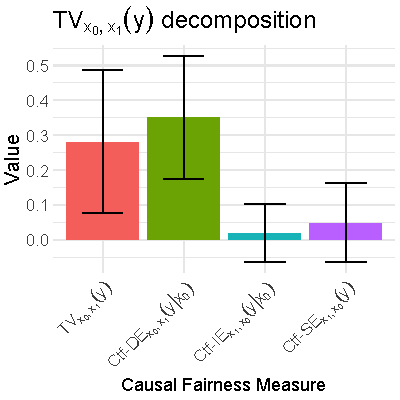 TVx₀, x₁(y) decomposition
0.5
0.4
0.3
0.2
0.1
0.0
Value
TVx₀, x₁(y)
Ctf-DEx₀, x₁(y|x₀)
Ctf-IEx₁, x₀(y|x₀)
Ctf-SEx₁, x₀(y)
Causal Fairness Measure